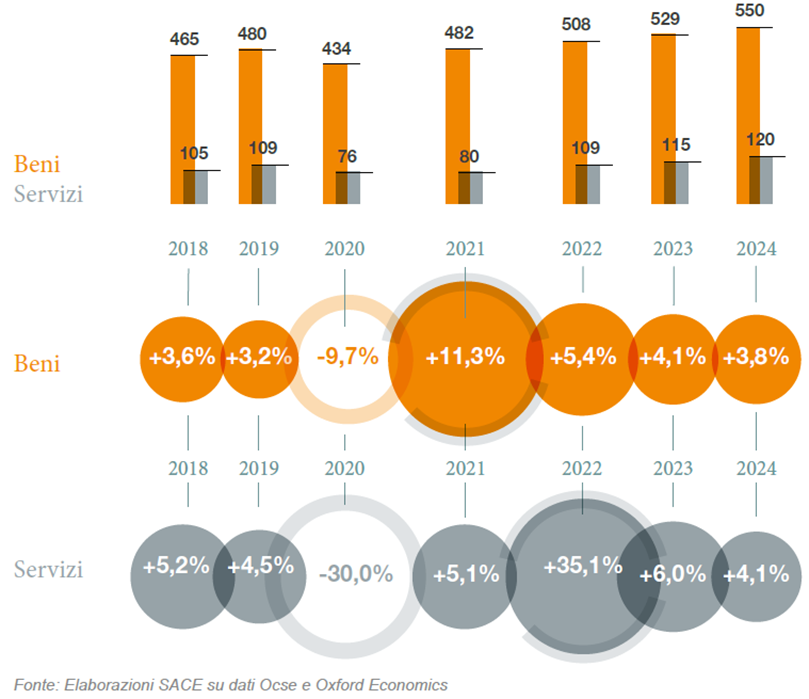 465 480 434 482 508 529 550
105 109 76 80 109 115 120
Beni
Servizi
2018 2019 2020 2021 2022 2023 2024
Beni +3,6% +3,2% -9,7% +11,3% +5,4% +4,1% +3,8%
2018 2019 2020 2021 2022 2023 2024
Servizi +5,2% +4,5% -30,0% +5,1% +35,1% +6,0% +4,1%
Fonte: Elaborazioni SACE su dati Ocse e Oxford Economics